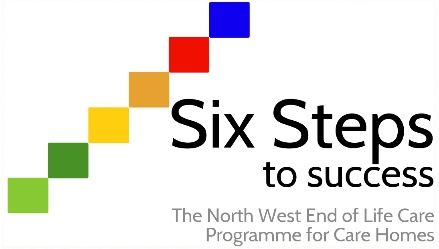 Six Steps
to success
The North West End of Life Care
Programme for Care Homes